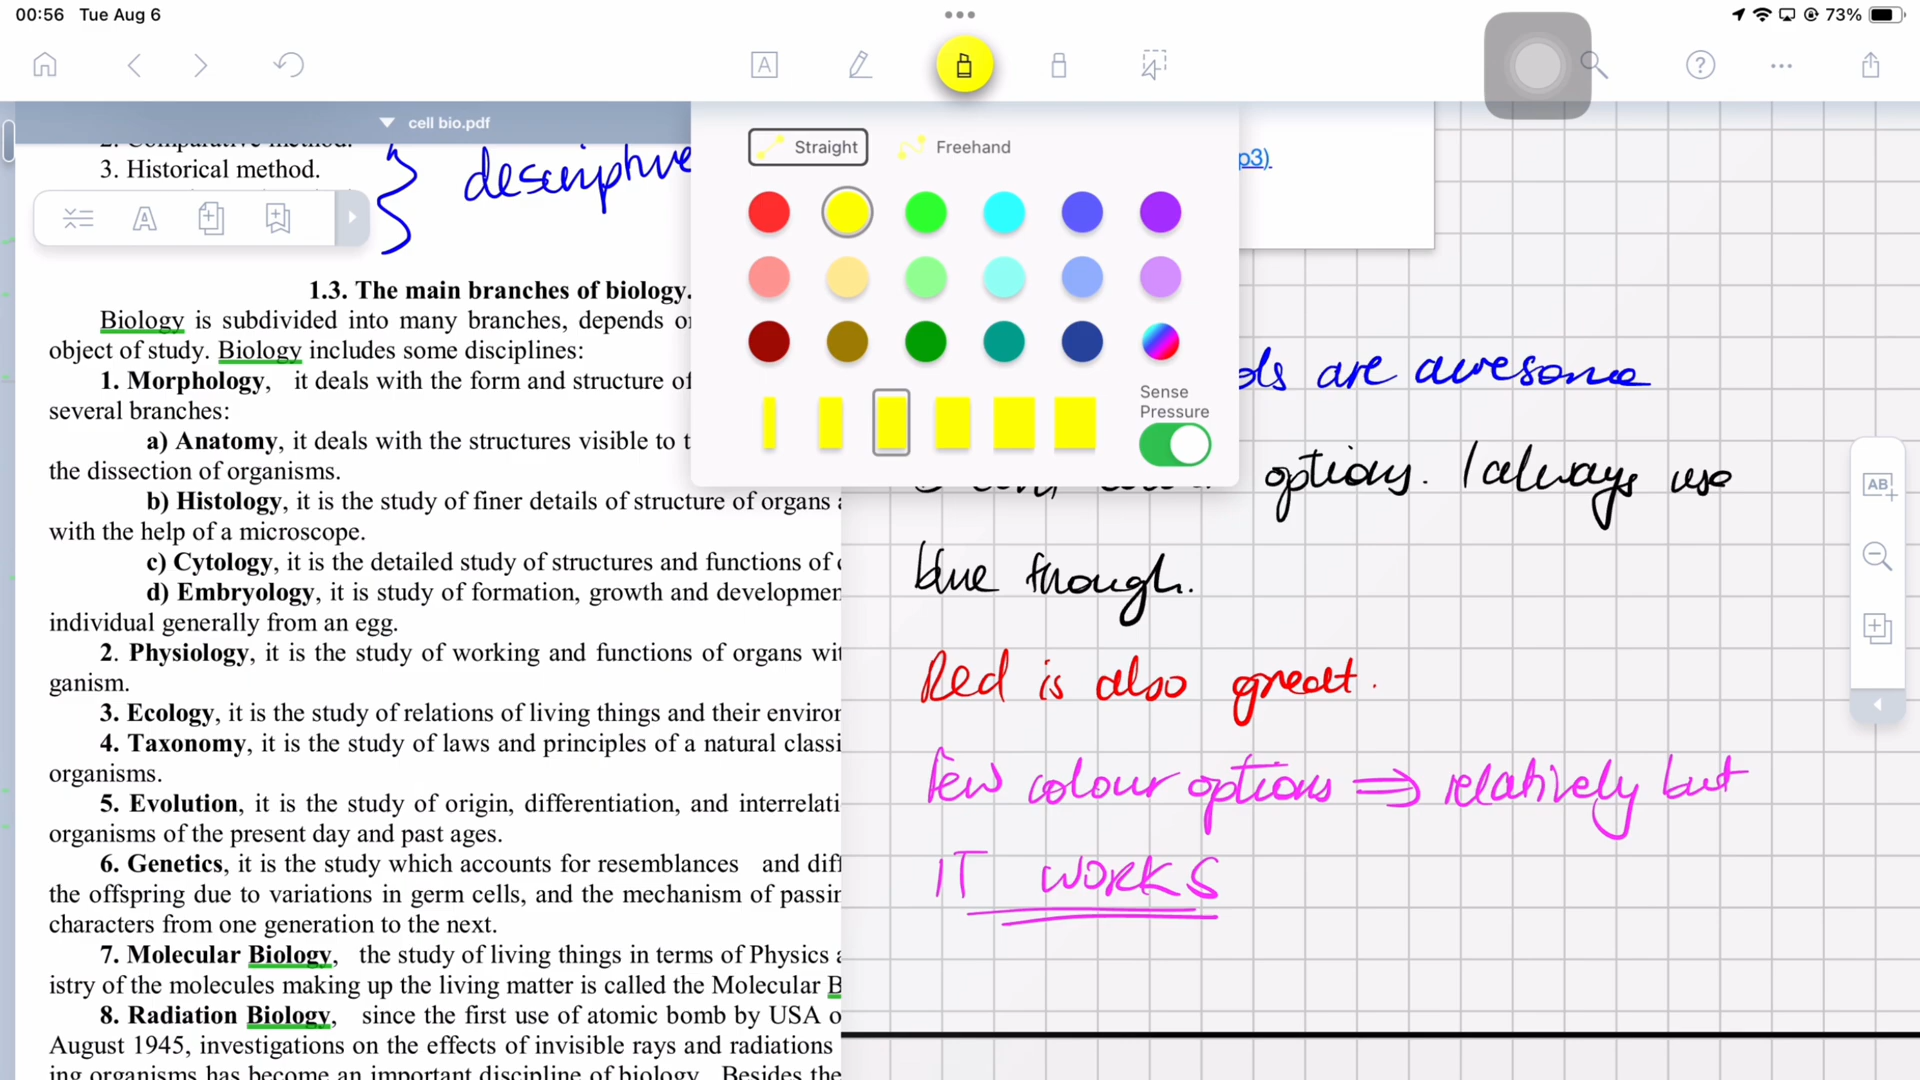 00:56 Tue Aug 6
73%
A
?
cell bio.pdf
3. Historical method.
descriptive
A
1.3. The main branches of biology.
Biology is subdivided into many branches, depends
object of study. Biology includes some disciplines:
1. Morphology, it deals with the form and structure of
several branches:
a) Anatomy, it deals with the structures visible to
the dissection of organisms.
b) Histology, it is the study of finer details of structure of organs
with the help of a microscope.
c) Cytology, it is the detailed study of structures and functions of
d) Embryology, it is study of formation, growth and developmen
individual generally from an egg.
2. Physiology, it is the study of working and functions of organs wit
ganism.
3. Ecology, it is the study of relations of living things and their environ
4. Taxonomy, it is the study of laws and principles of a natural classi
organisms.
5. Evolution, it is the study of origin, differentiation, and interrelati
organisms of the present day and past ages.
6. Genetics, it is the study which accounts for resemblances and diff
the offspring due to variations in germ cells, and the mechanism of passin
characters from one generation to the next.
7. Molecular Biology, the study of living things in terms of Physics
istry of the molecules making up the living matter is called the Molecular B
8. Radiation Biology, since the first use of atomic bomb by USA o
August 1945, investigations on the effects of invisible rays and radiations
ing organisms has become an important discipline of biology. Besides the
Straight
Freehand
Sense
Pressure
p3).
ols are awesome
options. I always use
blue though.
Red is also great.
Few colour options ⇒ relatively but
IT WORKS
AB